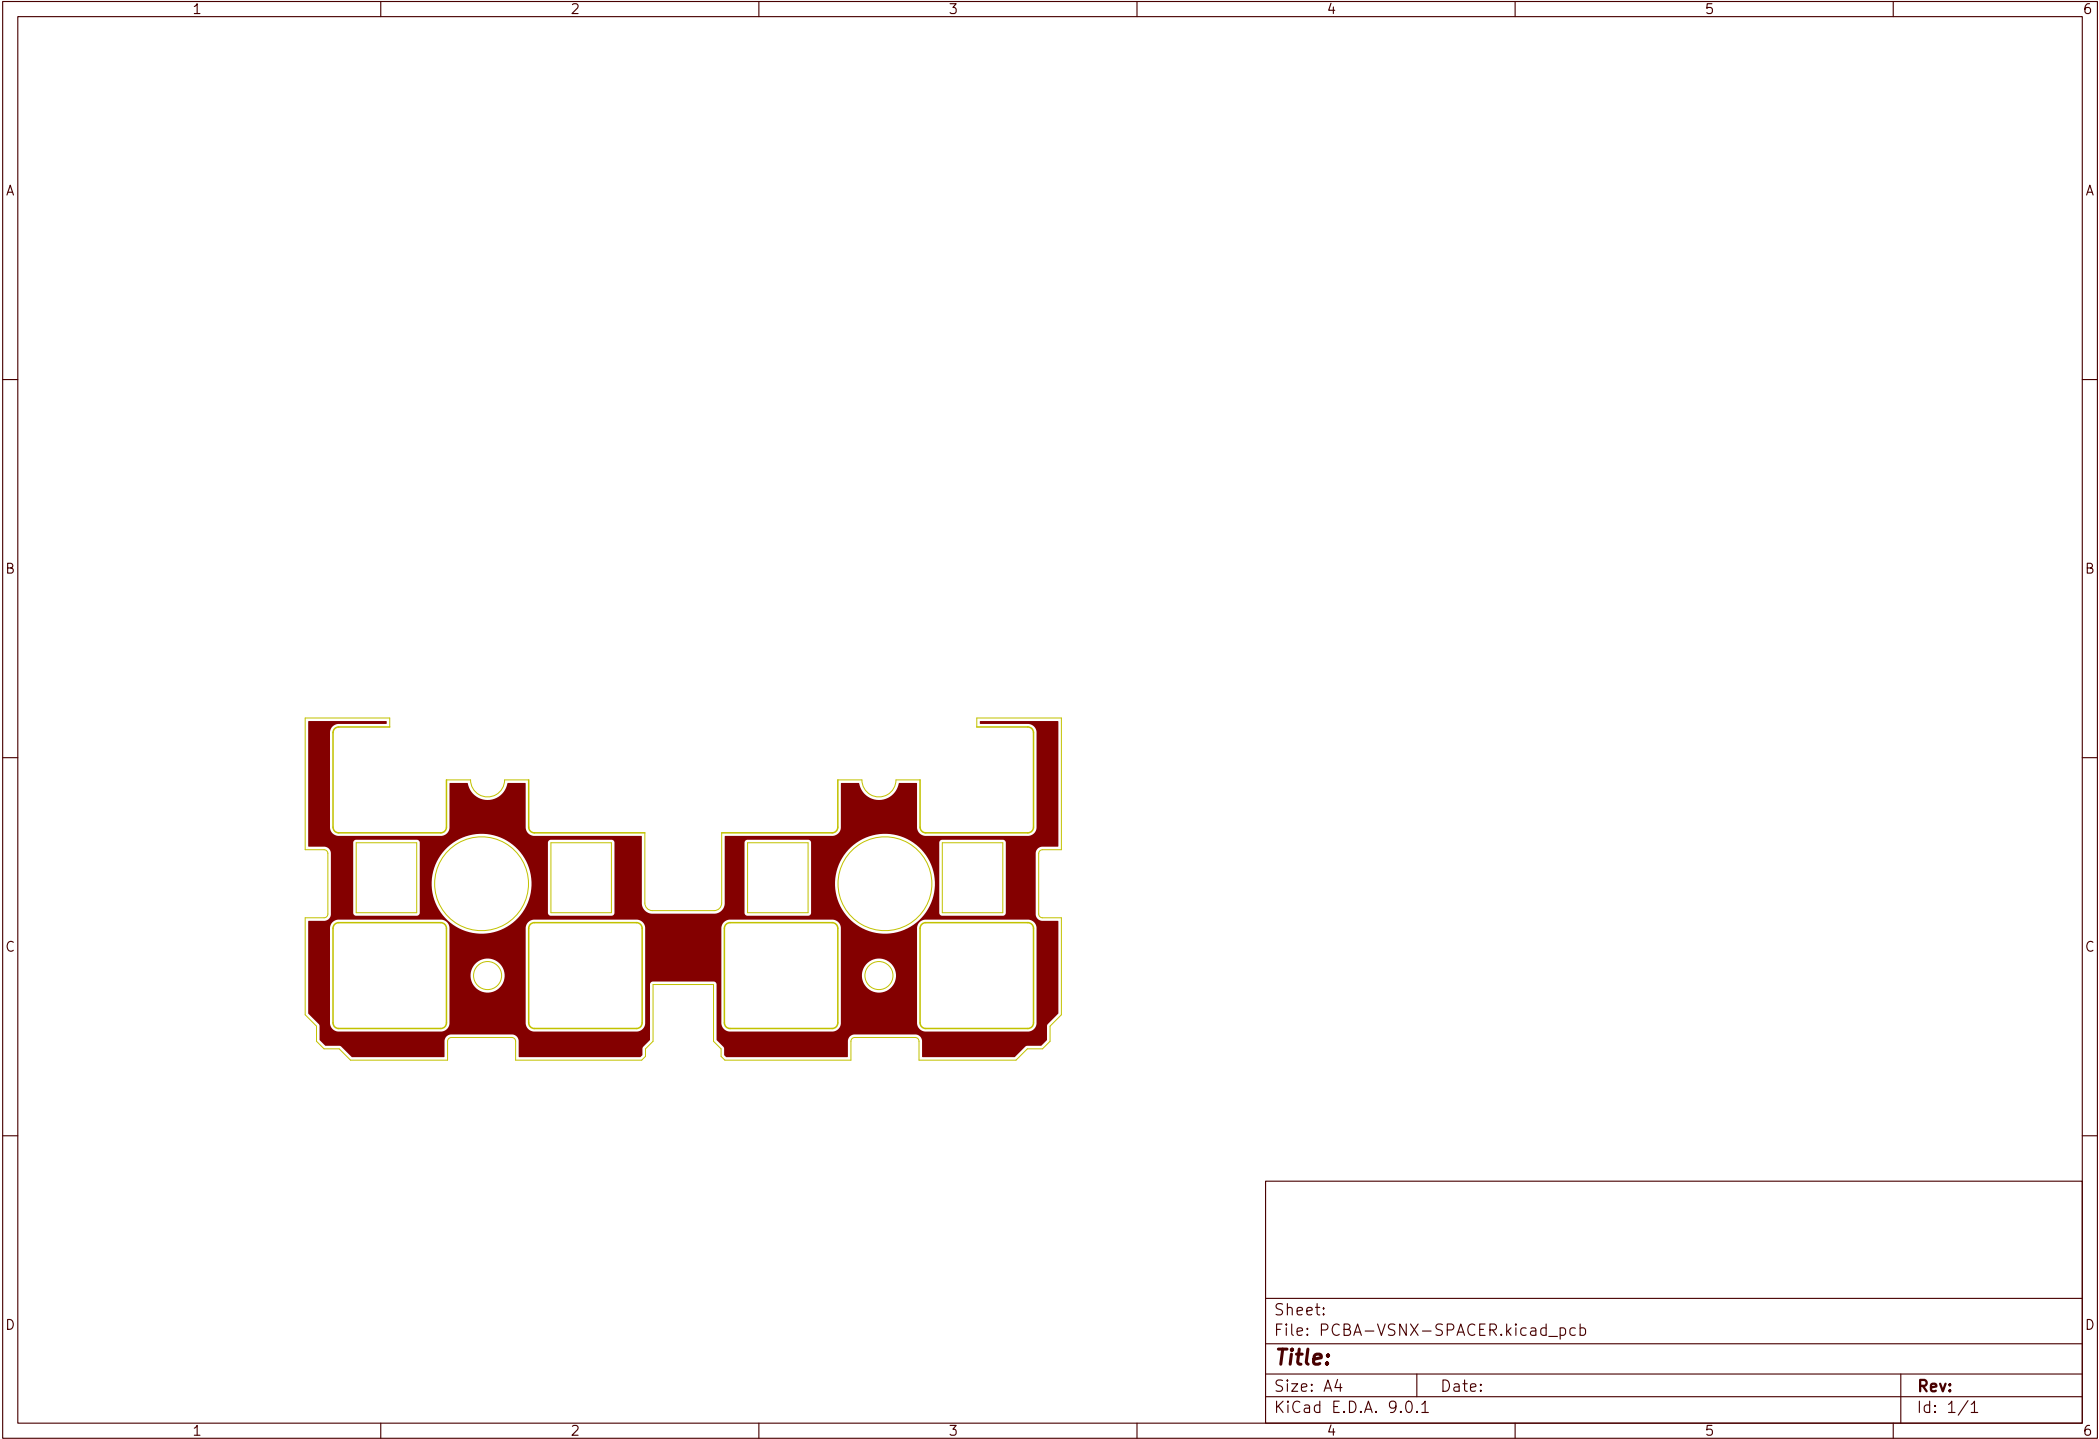 1 2 3 4 5 6
A A
B B
C C
D D
Sheet:
File: PCBA-VSNX-SPACER.kicad_pcb
Title:
Size: A4 Date: Rev:
KiCad E.D.A. 9.0.1 Id: 1/1
1 2 3 4 5 6